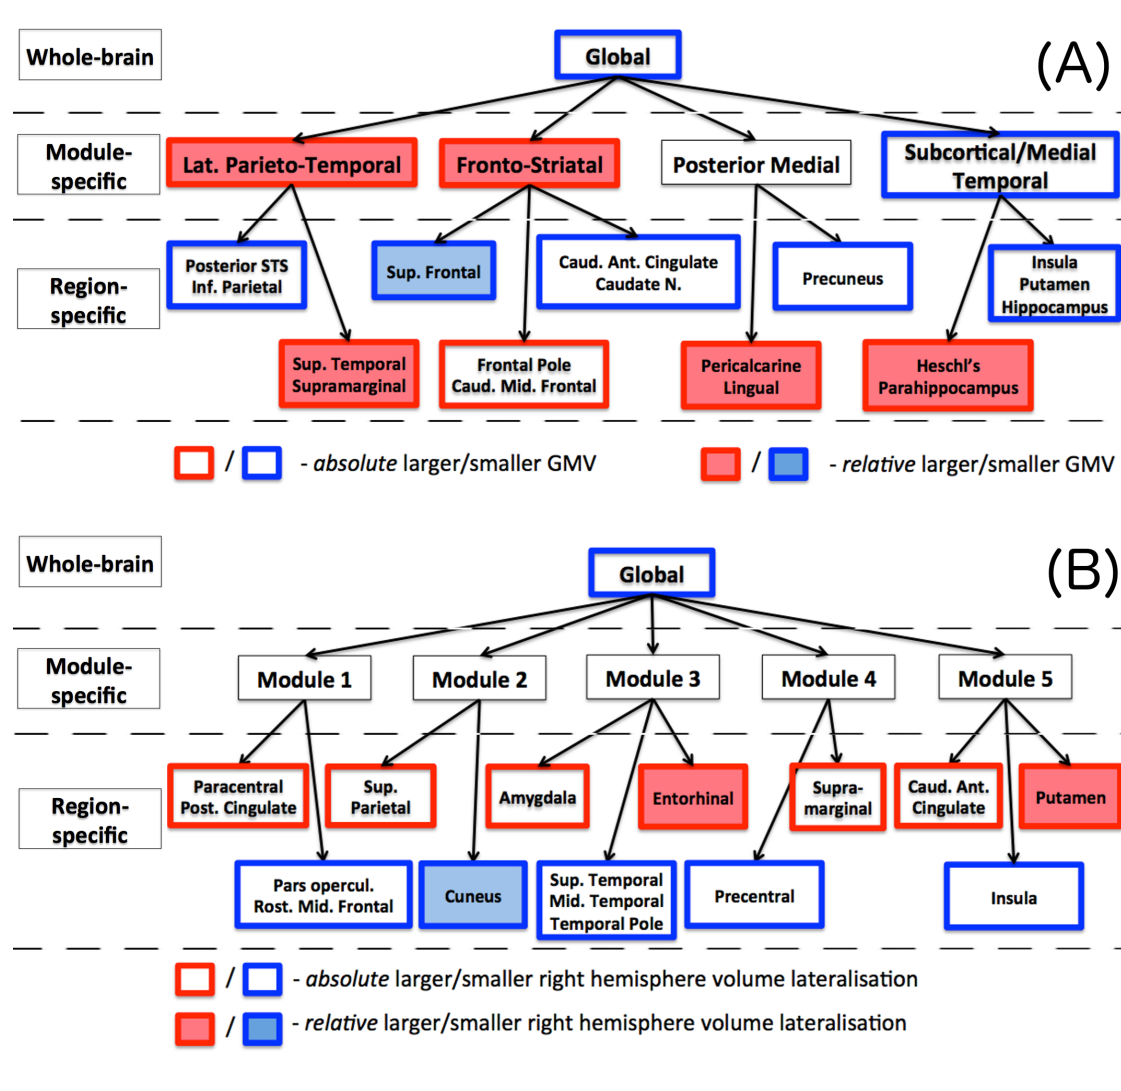 Whole-brain
Global
(A)
Module-
specific
Lat. Parieto-Temporal
Fronto-Striatal
Posterior Medial
Subcortical/Medial
Temporal
Region-
specific
Posterior STS
Inf. Parietal
Sup. Frontal
Caud. Ant. Cingulate
Caudate N.
Precuneus
Insula
Putamen
Hippocampus
Sup. Temporal
Supramarginal
Frontal Pole
Caud. Mid. Frontal
Pericalcarine
Lingual
Heschl's
Parahippocampus
/ - absolute larger/smaller GMV
/ - relative larger/smaller GMV
Whole-brain
Global
(B)
Module-
specific
Module 1
Module 2
Module 3
Module 4
Module 5
Region-
specific
Paracentral
Post. Cingulate
Sup.
Parietal
Amygdala
Entorhinal
Supra-
marginal
Caud. Ant.
Cingulate
Putamen
Pars opercul.
Rost. Mid. Frontal
Cuneus
Sup. Temporal
Mid. Temporal
Temporal Pole
Precentral
Insula
/ - absolute larger/smaller right hemisphere volume lateralisation
/ - relative larger/smaller right hemisphere volume lateralisation